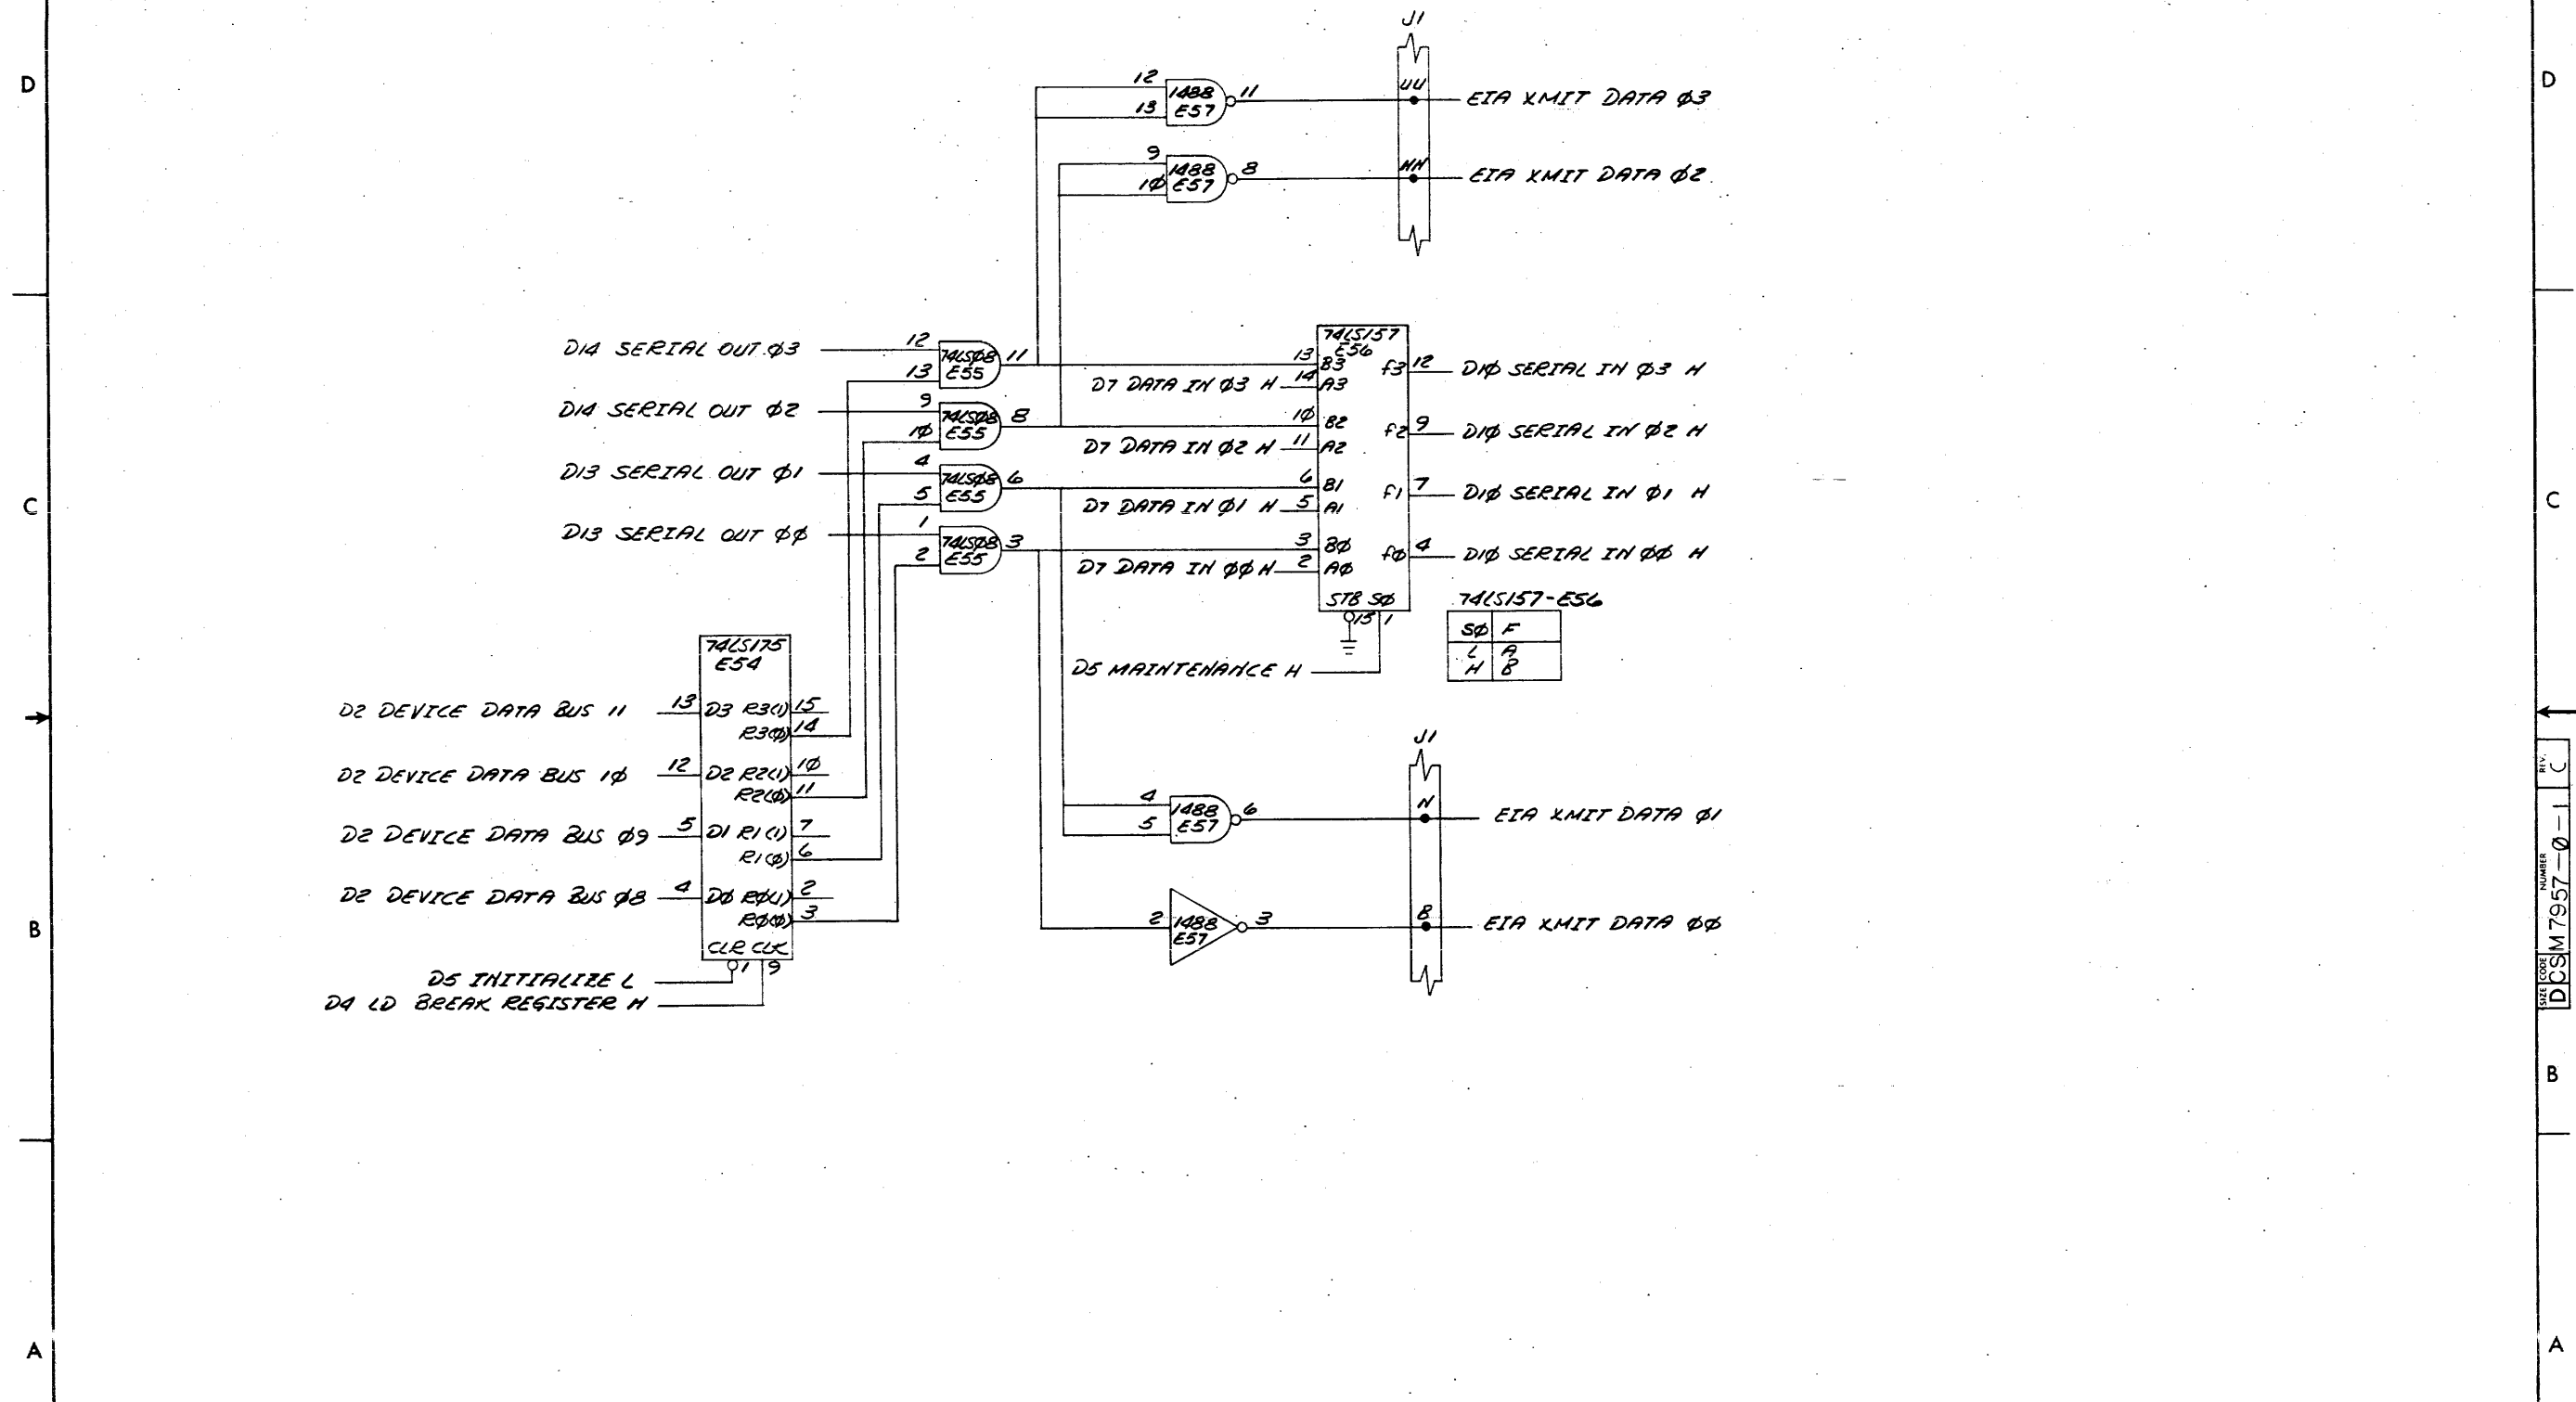 J1
D
D
12
1488
11
UU
EIA XMIT DATA Ø3
13
E57
9
1488
8
NN
EIA XMIT DATA Ø2
1Ø
E57
D14 SERIAL OUT Ø3
12
74LSØ8
11
13
E55
D14 SERIAL OUT Ø2
9
74LSØ8
8
1Ø
E55
D13 SERIAL OUT Ø1
4
74LSØ8
6
5
E55
D13 SERIAL OUT ØØ
1
74LSØ8
3
2
E55
74LS157
E56
13 B3
f3 12 D1Ø SERIAL IN Ø3 H
D7 DATA IN Ø3 H 14 A3
1Ø B2
f2 9 D1Ø SERIAL IN Ø2 H
D7 DATA IN Ø2 H 11 A2
6 B1
f1 7 D1Ø SERIAL IN Ø1 H
D7 DATA IN Ø1 H 5 A1
3 BØ
fØ 4 D1Ø SERIAL IN ØØ H
D7 DATA IN ØØ H 2 AØ
STB SØ
15 1
C
C
74LS157-E56
SØ F
L A
H B
D5 MAINTENANCE H
74LS175
E54
D2 DEVICE DATA BUS 11 13 D3 R3(1) 15
R3(Ø) 14
D2 DEVICE DATA BUS 1Ø 12 D2 R2(1) 1Ø
R2(Ø) 11
D2 DEVICE DATA BUS Ø9 5 D1 R1(1) 7
R1(Ø) 6
D2 DEVICE DATA BUS Ø8 4 DØ RØ(1) 2
RØ(Ø) 3
CLR CLK
1 9
D5 INITIALIZE L
D4 LD BREAK REGISTER H
J1
4
1488
6
N
EIA XMIT DATA Ø1
5
E57
2
1488
3
B
EIA XMIT DATA ØØ
E57
B
B
SIZE CODE NUMBER REV.
D CS M7957-0-1 C
A
A